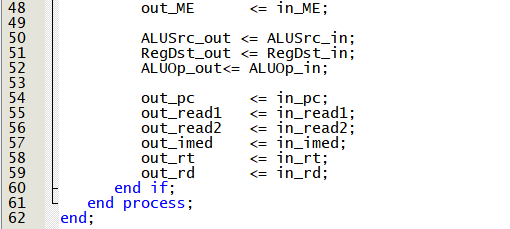 48 out_ME <= in_ME;
49
50 ALUSrc_out <= ALUSrc_in;
51 RegDst_out <= RegDst_in;
52 ALUOp_out<= ALUOp_in;
53
54 out_pc <= in_pc;
55 out_read1 <= in_read1;
56 out_read2 <= in_read2;
57 out_imed <= in_imed;
58 out_rt <= in_rt;
59 out_rd <= in_rd;
60 end if;
61 end process;
62 end;